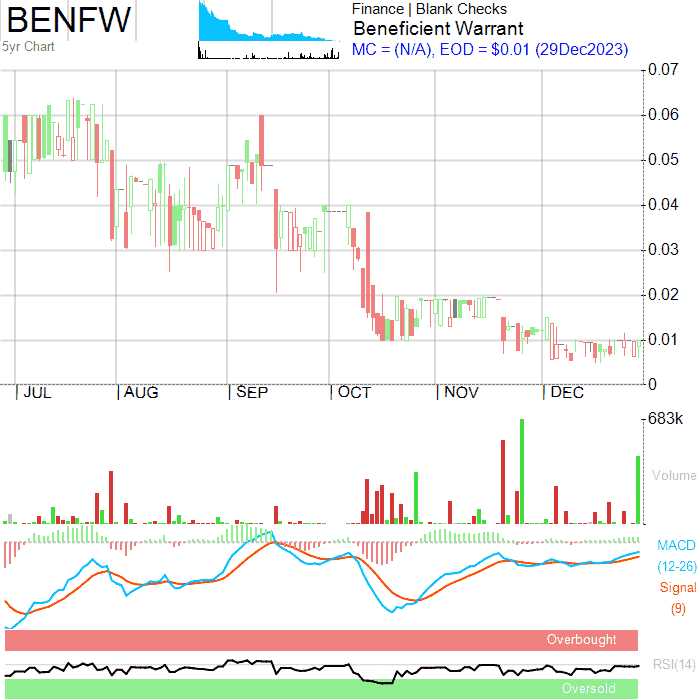 BENFW
5yr Chart
Finance | Blank Checks
Beneficient Warrant
MC = (N/A), EOD = $0.01 (29Dec2023)
0.07
0.06
0.05
0.04
0.03
0.02
0.01
0
JUL AUG SEP OCT NOV DEC
683k
Volume
MACD
(12-26)
Signal
(9)
Overbought
RSI(14)
Oversold